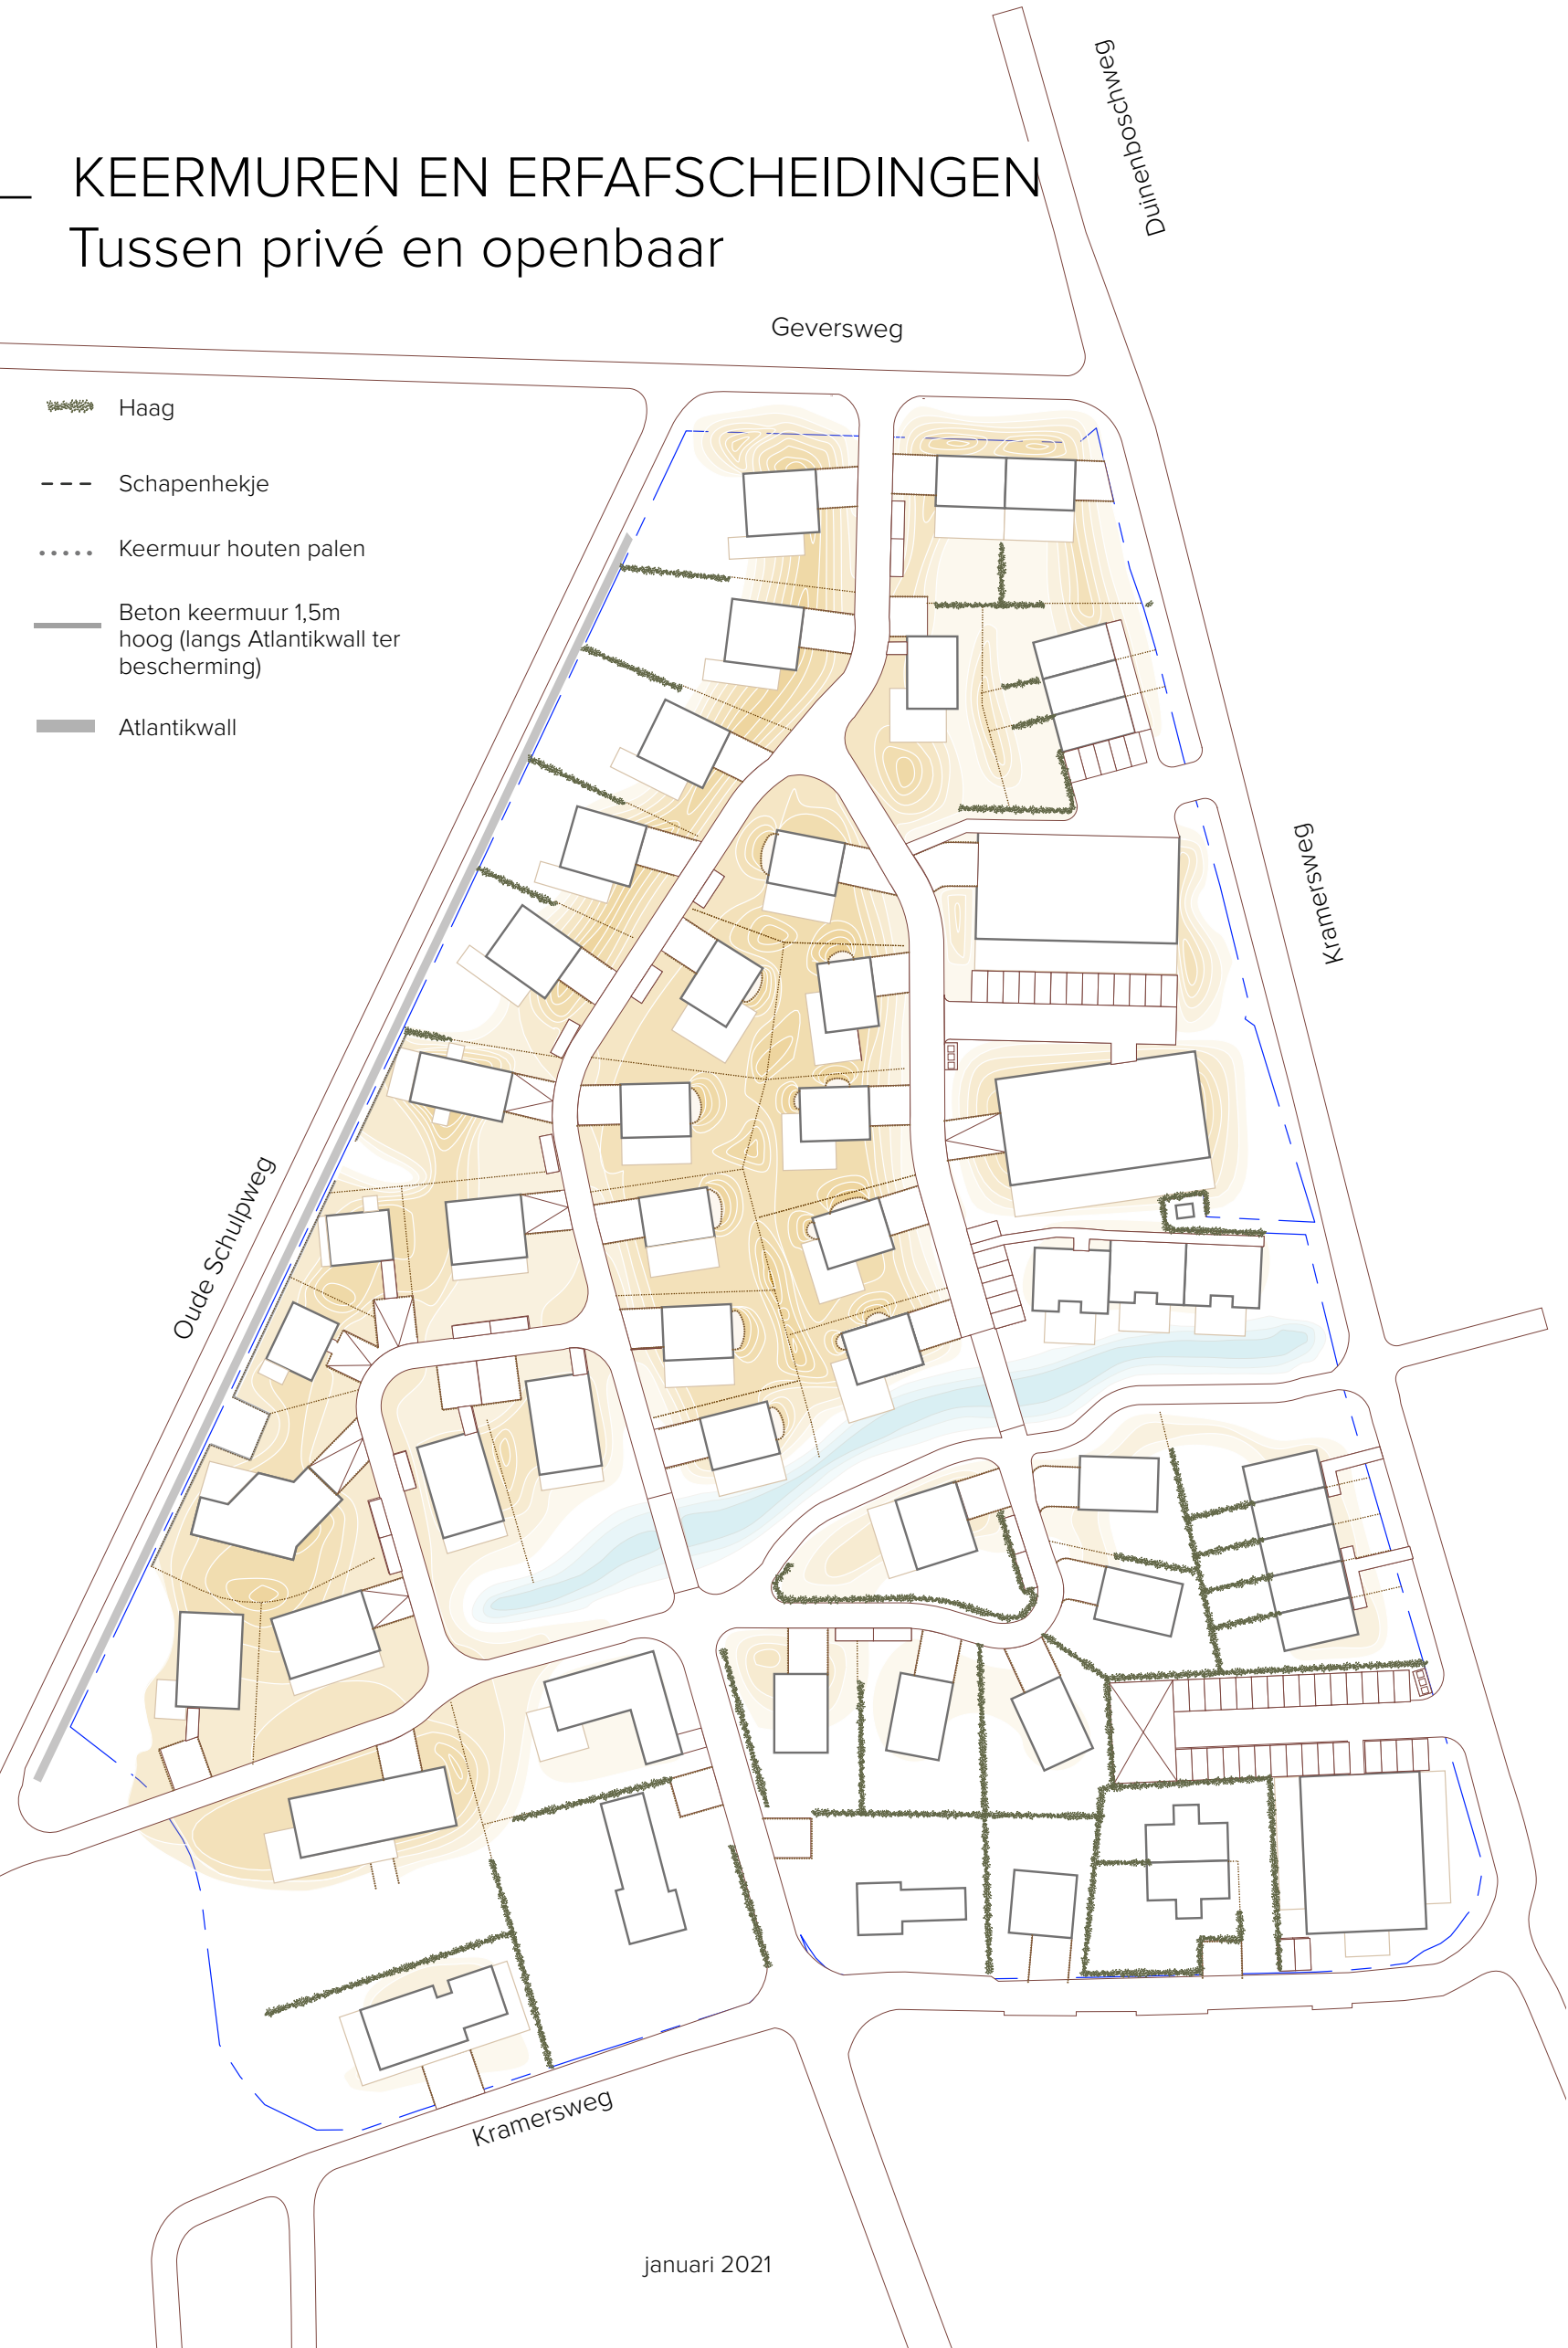 KEERMUREN EN ERFAFSCHEIDINGEN
Tussen privé en openbaar
Duinenboschweg
Geversweg
Haag
Schapenhekje
Keermuur houten palen
Beton keermuur 1,5m
hoog (langs Atlantikwall ter
bescherming)
Atlantikwall
Kramersweg
Oude Schulpweg
Kramersweg
januari 2021